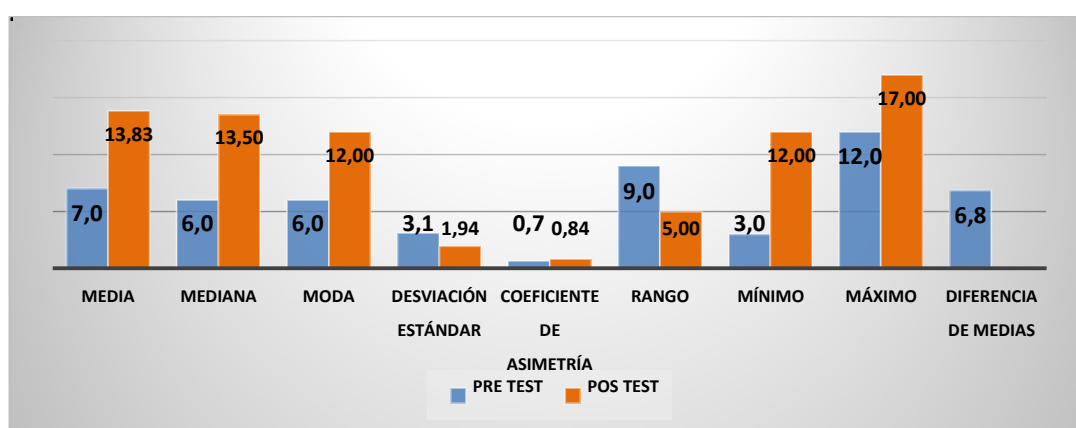 13,83
13,50
12,00
17,00
12,00
12,0
7,0
6,0
6,0
3,1
1,94
0,7
0,84
9,0
5,00
3,0
6,8
MEDIA
MEDIANA
MODA
DESVIACIÓN
ESTÁNDAR
COEFICIENTE
DE
ASIMETRÍA
RANGO
MÍNIMO
MÁXIMO
DIFERENCIA
DE MEDIAS
PRE TEST
POS TEST